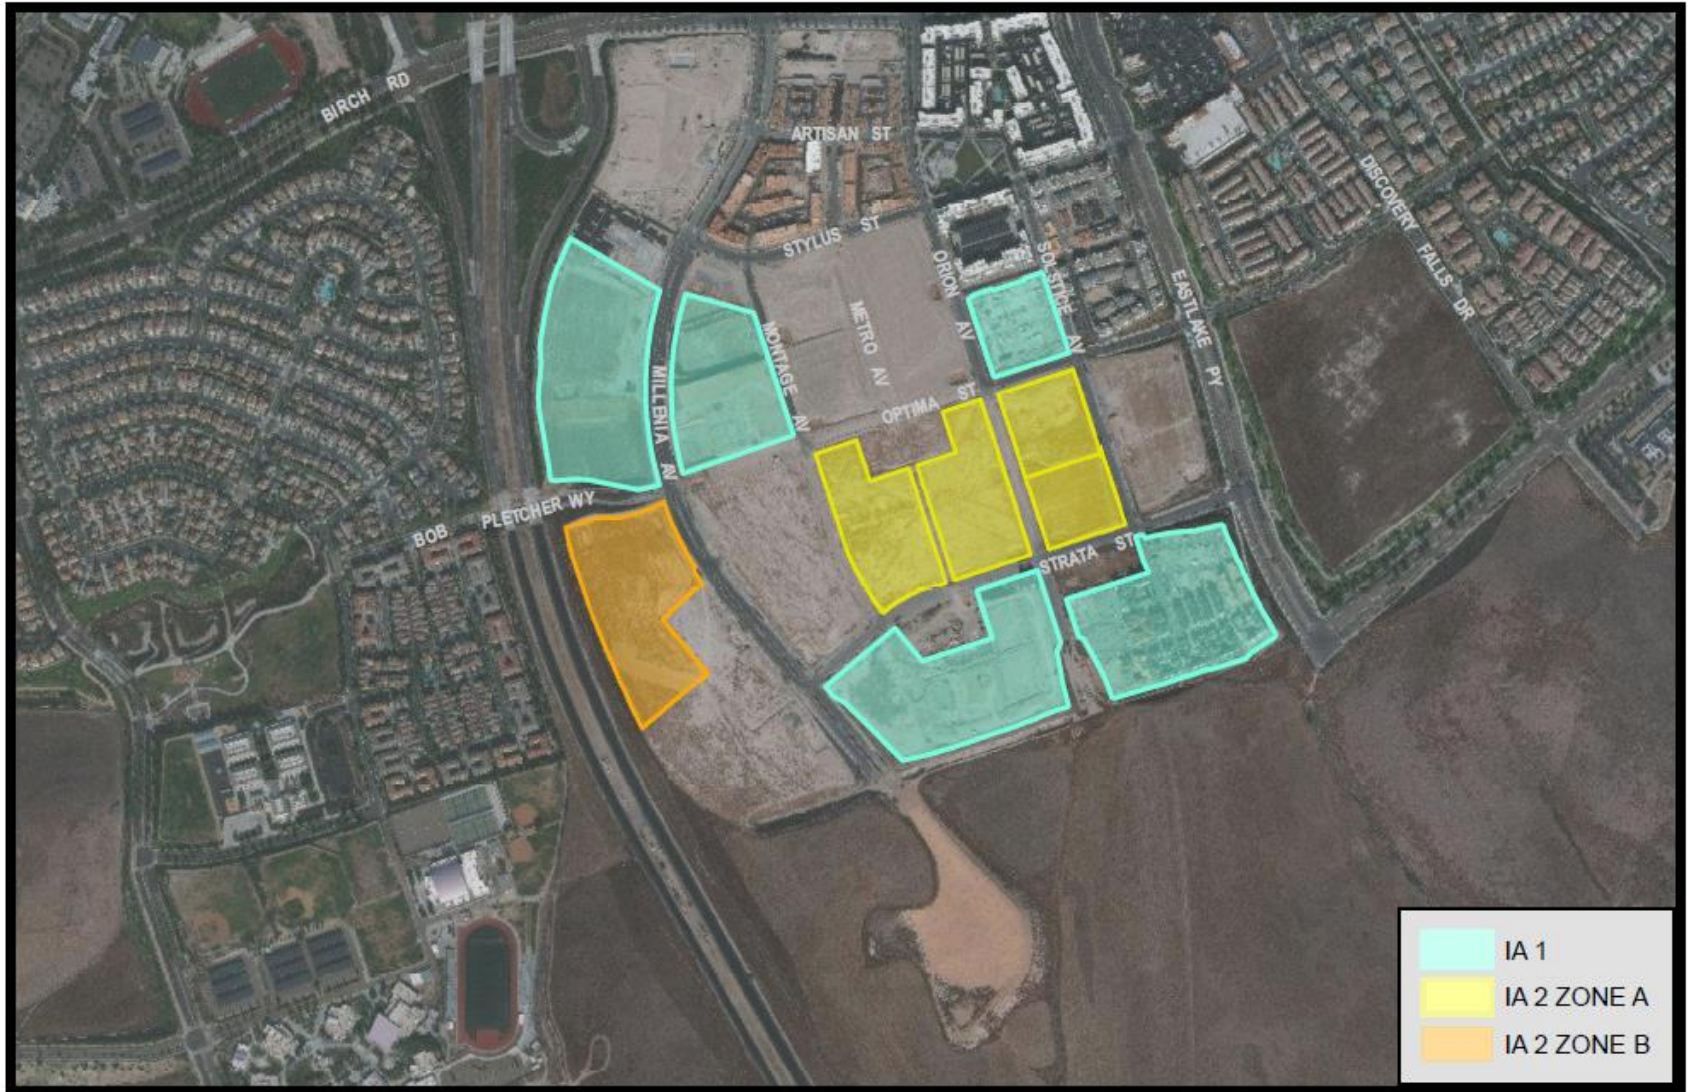 BIRCH RD
ARTISAN ST
STYLUS ST
DISCOVERY FALLS DR
ORION AV
SOLSTICE AV
EASTLAKE PY
METRO AV
MONTAGE AV
MILLENIA AV
OPTIMA ST
BOB PLETCHER WY
STRATA ST
IA 1
IA 2 ZONE A
IA 2 ZONE B